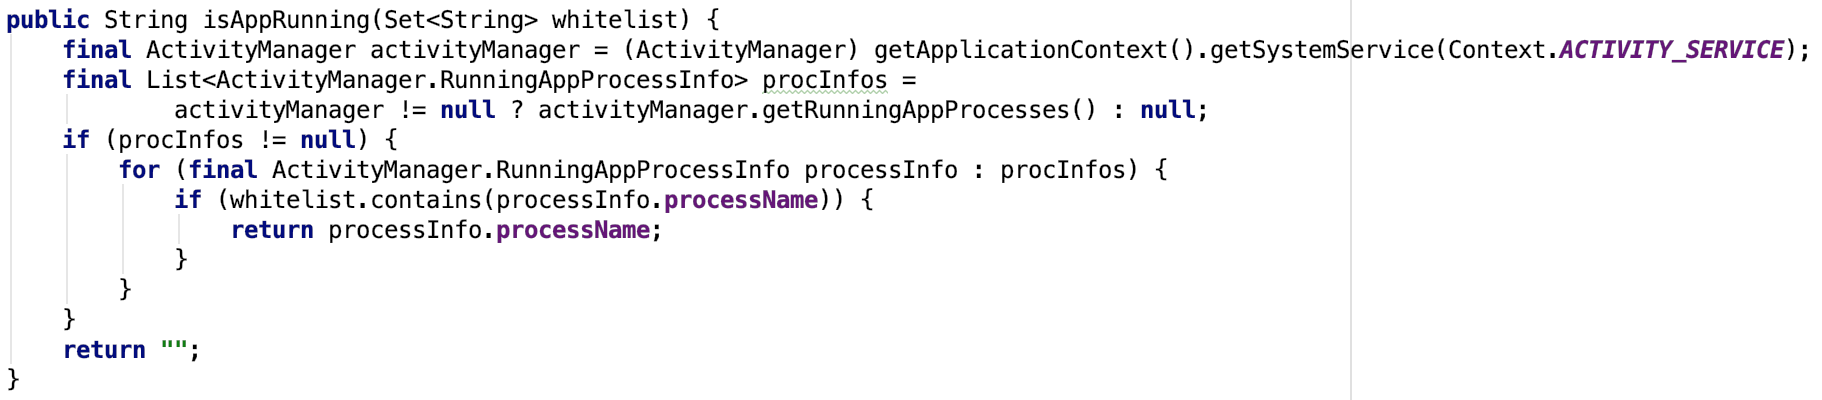 public String isAppRunning(Set<String> whitelist) {
    final ActivityManager activityManager = (ActivityManager) getApplicationContext().getSystemService(Context.ACTIVITY_SERVICE);
    final List<ActivityManager.RunningAppProcessInfo> procInfos =
            activityManager != null ? activityManager.getRunningAppProcesses() : null;
    if (procInfos != null) {
        for (final ActivityManager.RunningAppProcessInfo processInfo : procInfos) {
            if (whitelist.contains(processInfo.processName)) {
                return processInfo.processName;
            }
        }
    }
    return "";
}